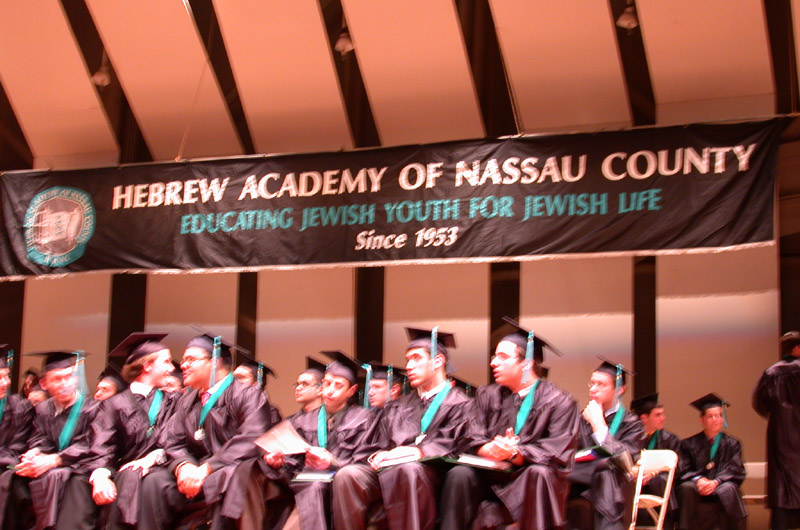 HEBREW ACADEMY OF NASSAU COUNTY
EDUCATING JEWISH YOUTH FOR JEWISH LIFE
Since 1953